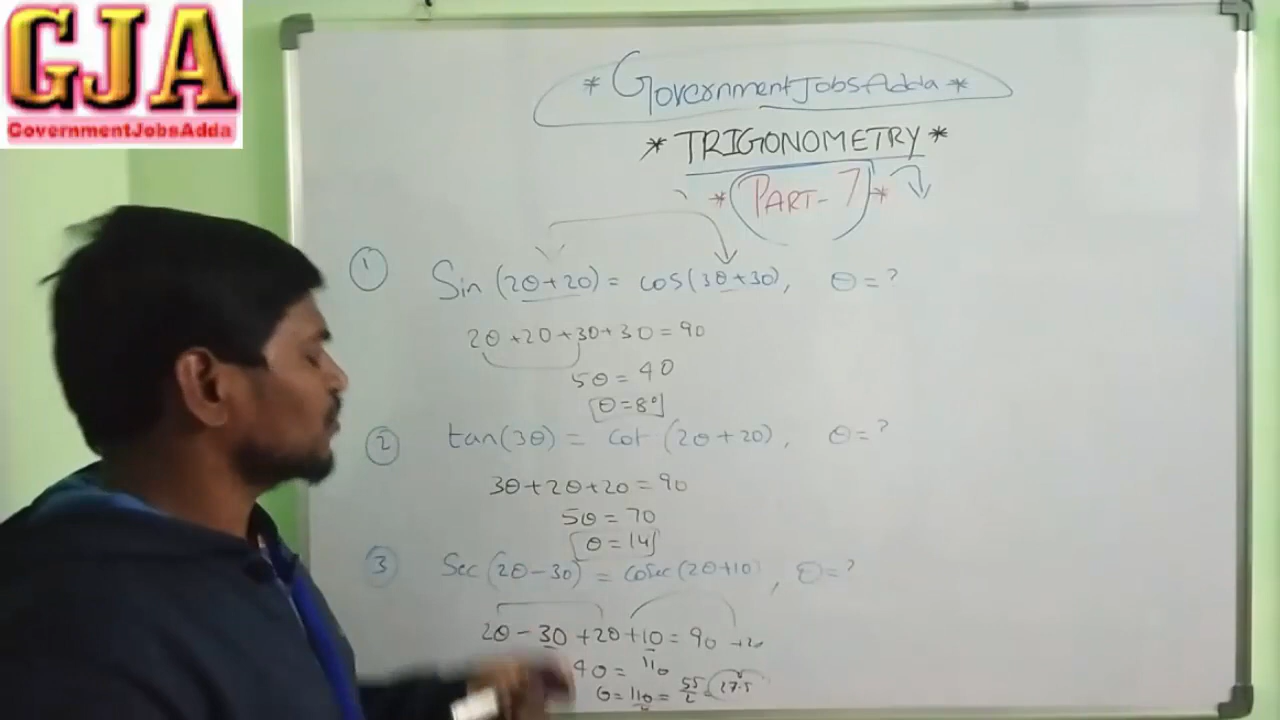 GJA
GovernmentJobsAdda
* GovernmentJobsAdda *
* TRIGONOMETRY *
* PART-7 *
1 Sin (2θ+20) = cos(3θ+30), θ=?
2θ+20+3θ+30=90
5θ=40
θ=8°
2 tan(3θ) = cot (2θ+20), θ=?
3θ+2θ+20=90
5θ=70
θ=14
3 Sec(2θ-30) = cosec(2θ+10), θ=?
2θ-30+2θ+10=90 +20
4θ=110
θ=110 = 55/2 = 27.5